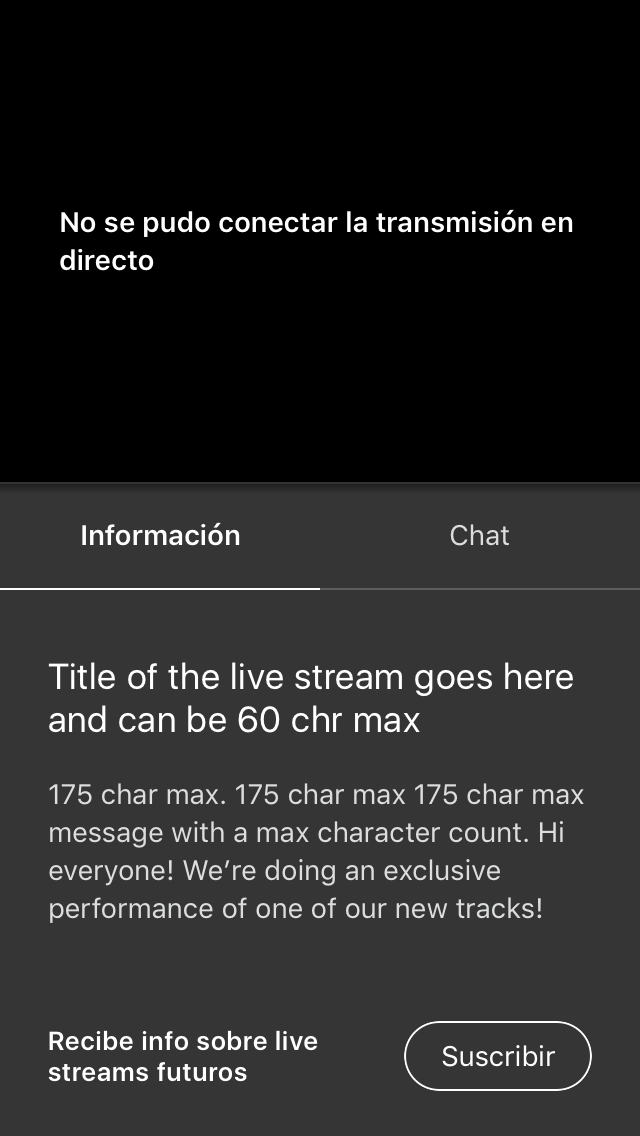 No se pudo conectar la transmisión en
directo
Información
Chat
Title of the live stream goes here
and can be 60 chr max
175 char max. 175 char max 175 char max
message with a max character count. Hi
everyone! We’re doing an exclusive
performance of one of our new tracks!
Recibe info sobre live
streams futuros
Suscribir